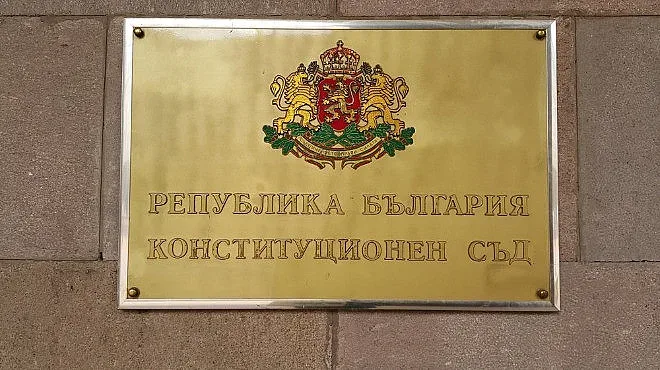 РЕПУБЛИКА БЪЛГАРИЯ
КОНСТИТУЦИОНЕН СЪД